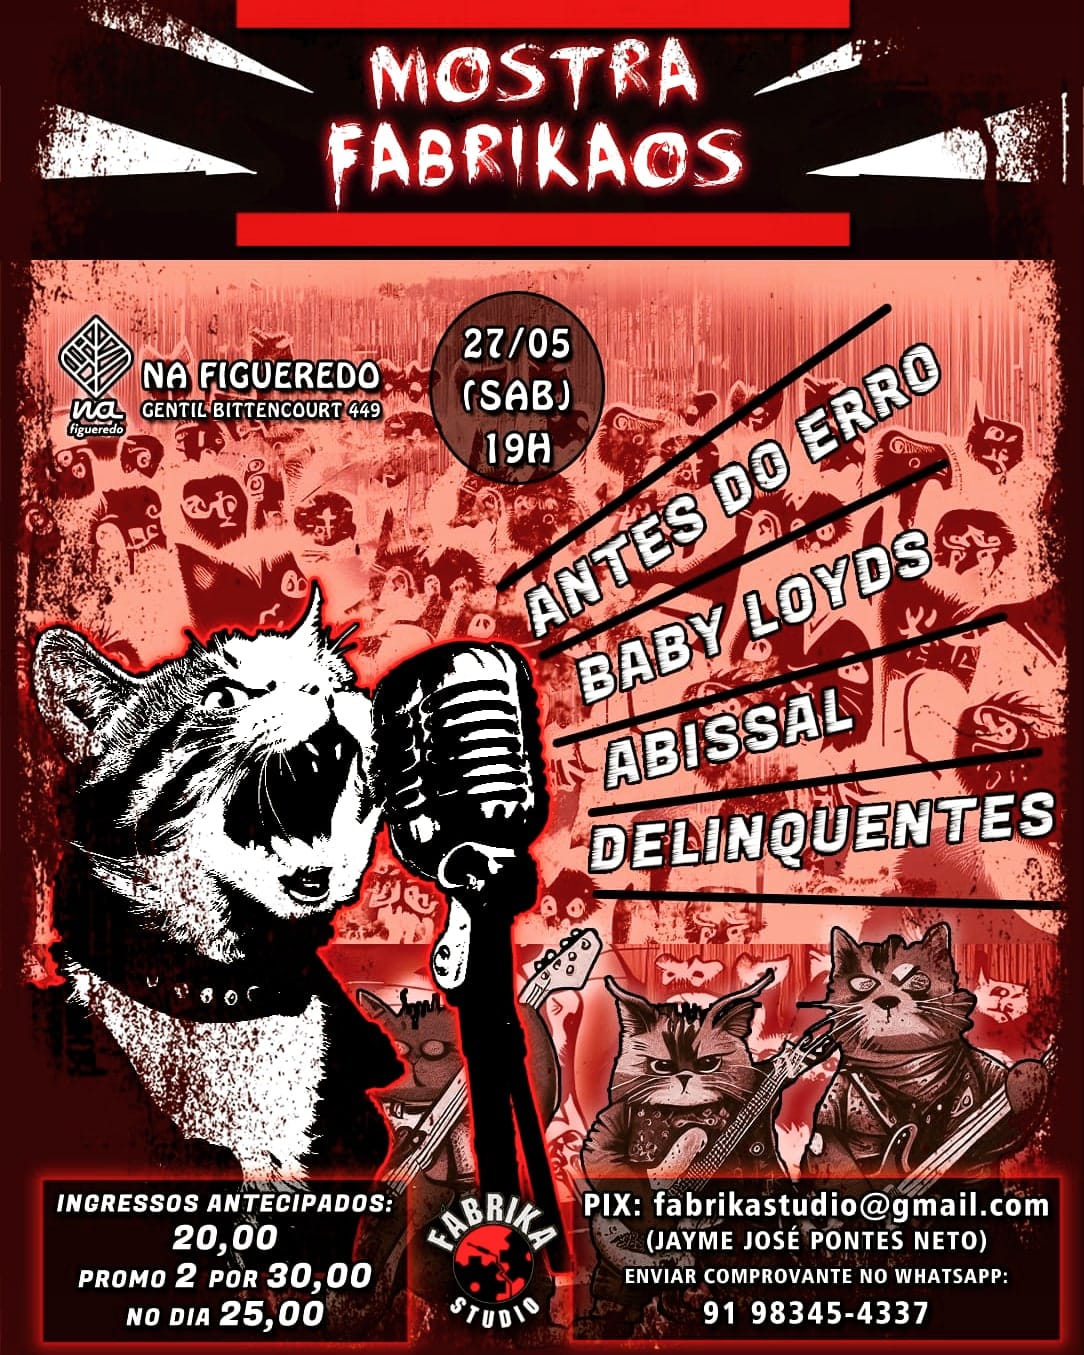 MOSTRA
FABRIKAOS
na
figueredo
NA FIGUEREDO
GENTIL BITTENCOURT 449
27/05
(SAB)
19H
ANTES DO ERRO
BABY LOYDS
ABISSAL
DELINQUENTES
INGRESSOS ANTECIPADOS:
20,00
PROMO 2 POR 30,00
NO DIA 25,00
FABRIKA
STUDIO
PIX: fabrikastudio@gmail.com
(JAYME JOSÉ PONTES NETO)
ENVIAR COMPROVANTE NO WHATSAPP:
91 98345-4337